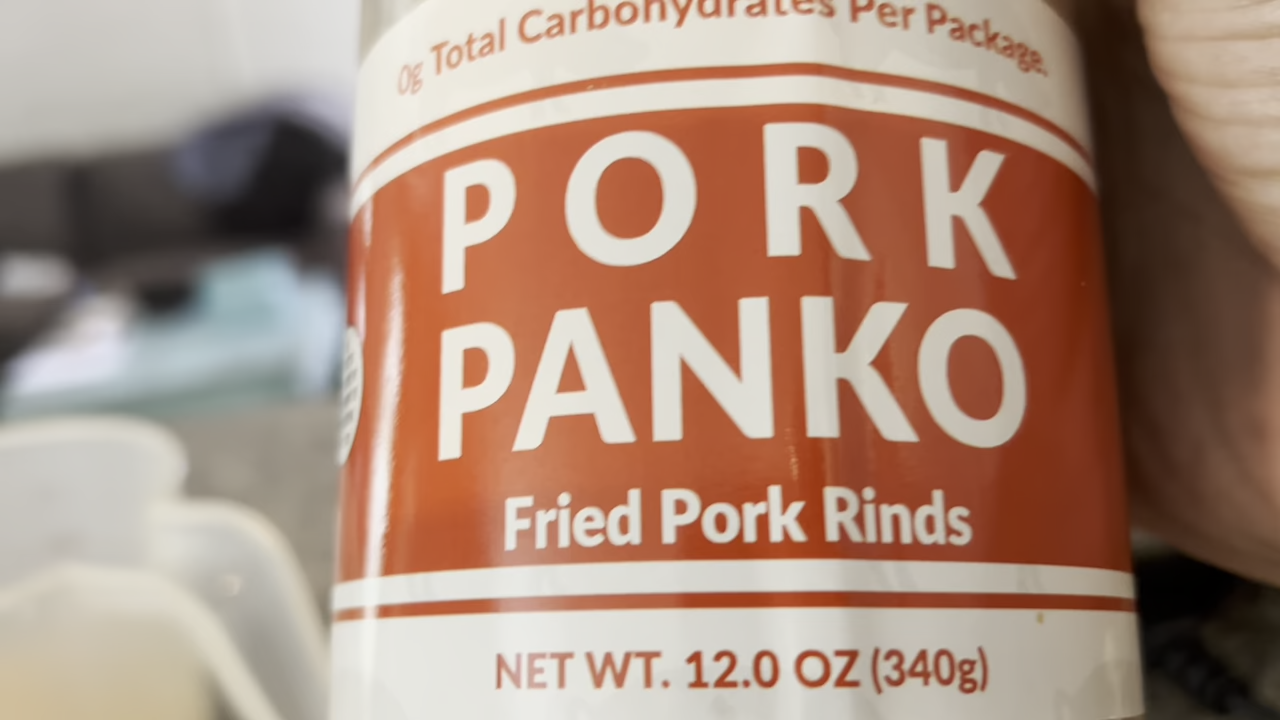 0g Total Carbohydrates Per Package.
PORK
PANKO
Fried Pork Rinds
NET WT. 12.0 OZ (340g)